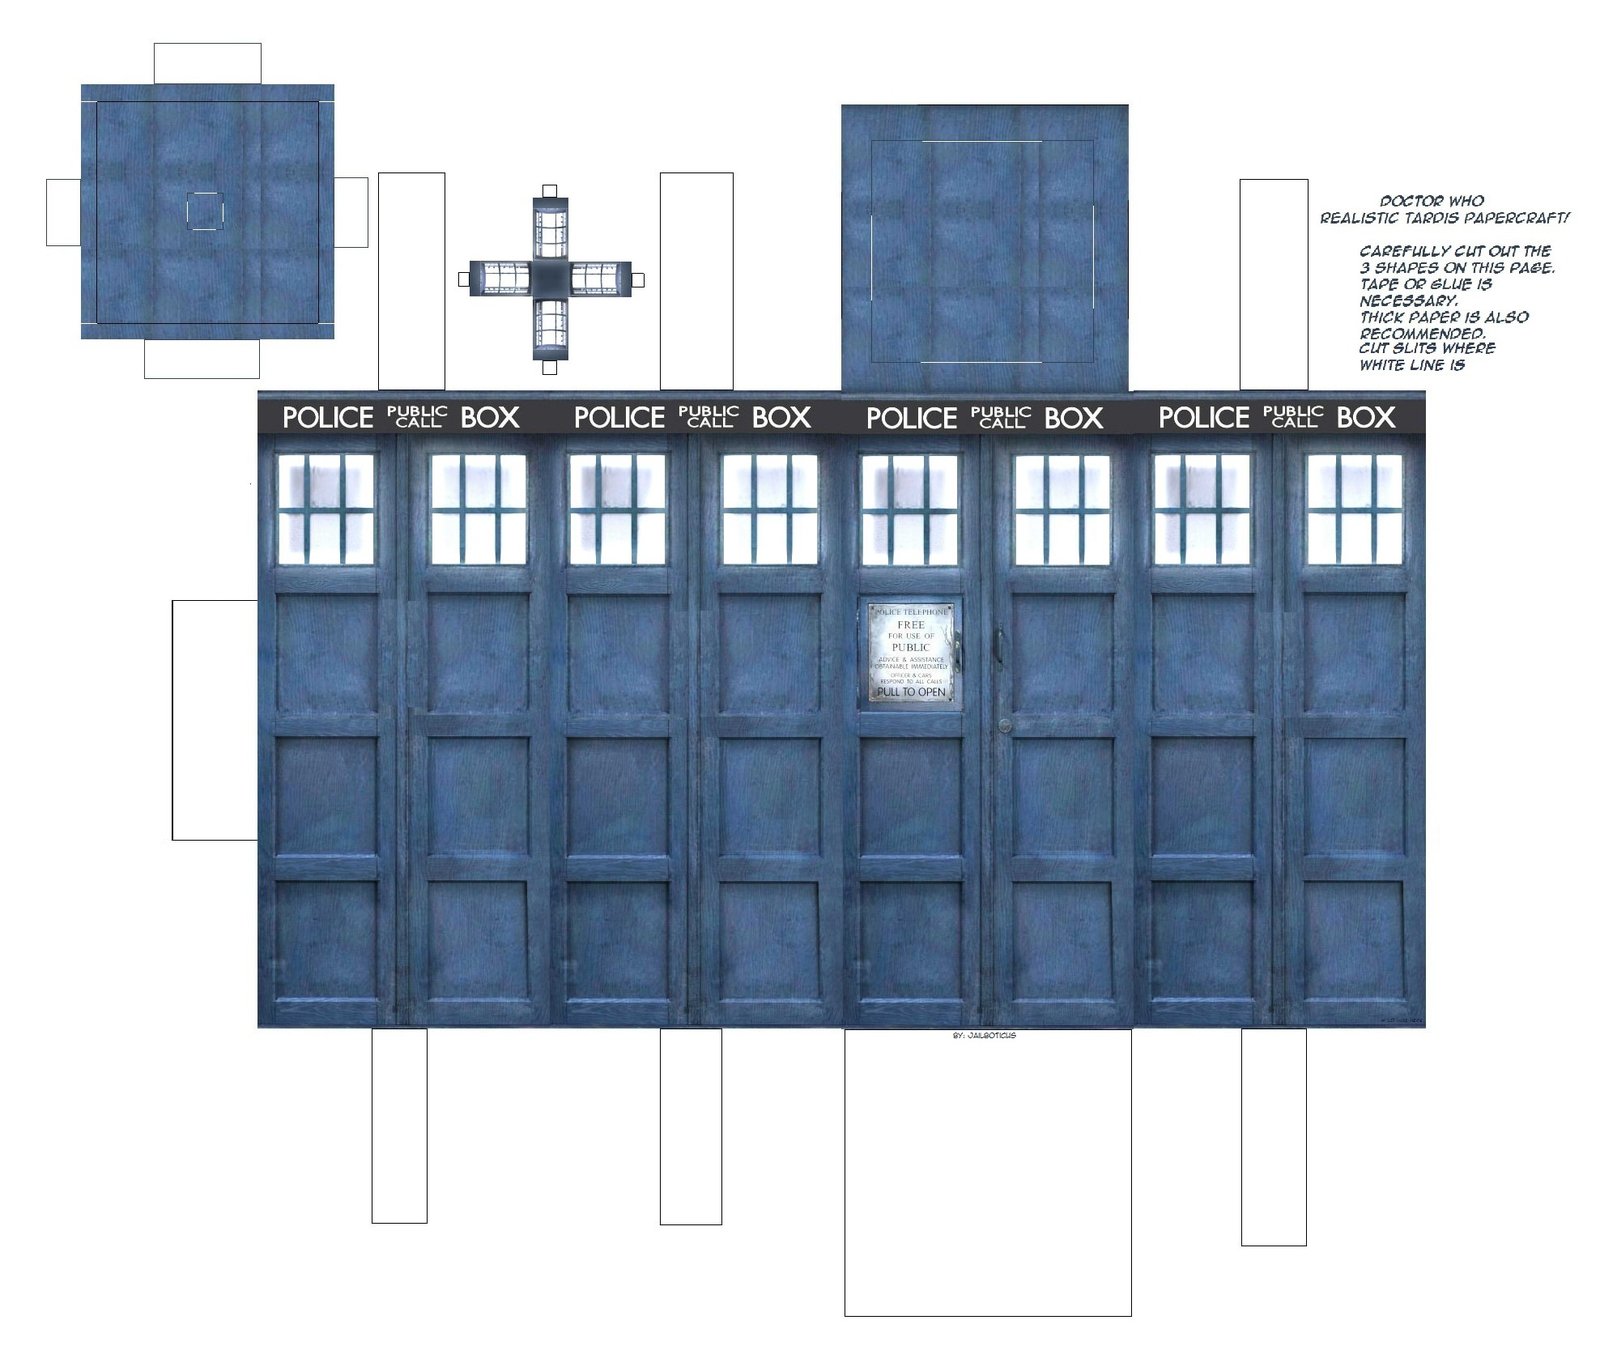 DOCTOR WHO
REALISTIC TARDIS PAPERCRAFT!
CAREFULLY CUT OUT THE
3 SHAPES ON THIS PAGE.
TAPE OR GLUE IS
NECESSARY.
THICK PAPER IS ALSO
RECOMMENDED.
CUT SLITS WHERE
WHITE LINE IS
POLICE PUBLIC CALL BOX
POLICE PUBLIC CALL BOX
POLICE PUBLIC CALL BOX
POLICE PUBLIC CALL BOX
POLICE TELEPHONE
FREE
FOR USE OF
PUBLIC
ADVICE & ASSISTANCE
OBTAINABLE IMMEDIATELY
OFFICER & CARS
RESPOND TO ALL CALLS
PULL TO OPEN
BY: JAILBOTICUS